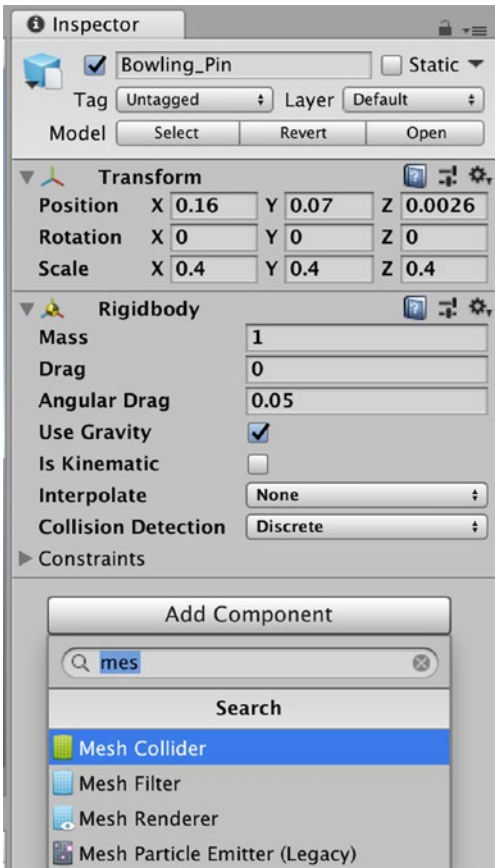 Inspector
Bowling_Pin Static
Tag Untagged Layer Default
Model Select Revert Open
Transform
Position X 0.16 Y 0.07 Z 0.0026
Rotation X 0 Y 0 Z 0
Scale X 0.4 Y 0.4 Z 0.4
Rigidbody
Mass 1
Drag 0
Angular Drag 0.05
Use Gravity
Is Kinematic
Interpolate None
Collision Detection Discrete
Constraints
Add Component
mes
Search
Mesh Collider
Mesh Filter
Mesh Renderer
Mesh Particle Emitter (Legacy)